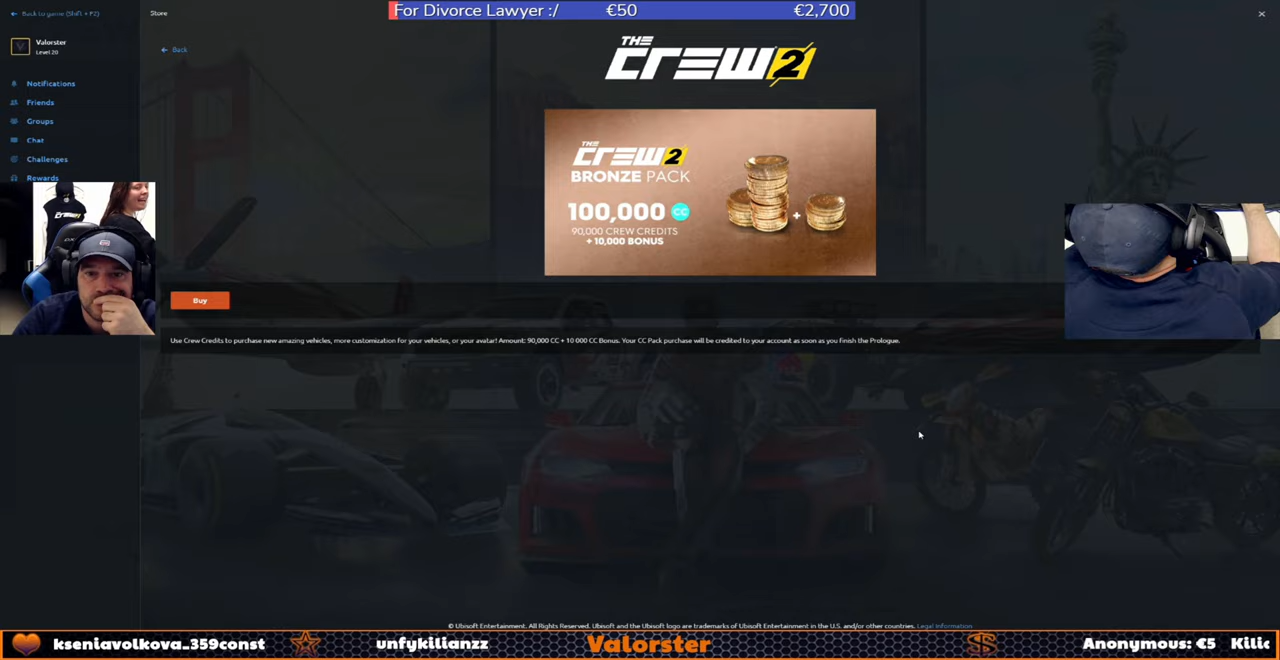 Back to game (Shift + F2)
Store
For Divorce Lawyer :/ €50 €2,700
Valorster
Level 20
Back
THE CREW 2
Notifications
Friends
Groups
Chat
Challenges
Rewards
THE CREW 2
BRONZE PACK
100,000 CC
90,000 CREW CREDITS
+ 10,000 BONUS
+
THE CREW 2
Buy
Use Crew Credits to purchase new amazing vehicles, more customization for your vehicles, or your avatar! Amount: 90,000 CC + 10 000 CC Bonus. Your CC Pack purchase will be credited to your account as soon as you finish the Prologue.
© Ubisoft Entertainment. All Rights Reserved. Ubisoft and the Ubisoft logo are trademarks of Ubisoft Entertainment in the U.S. and/or other countries. Legal Information
kseniavolkova_359const unfykilianzz Valorster Anonymous: €5 Kilic